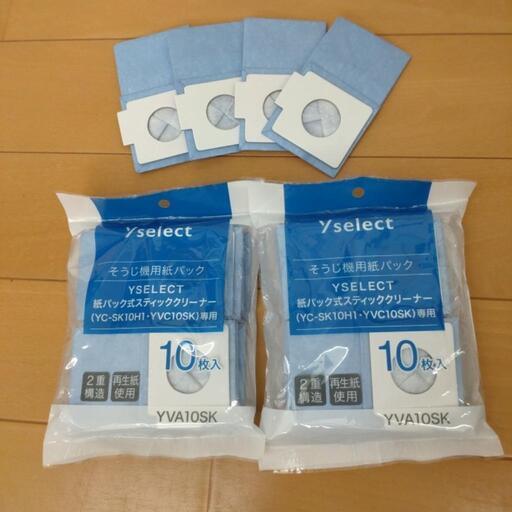 Yselect
そうじ機用紙パック
YSELECT
紙パック式スティッククリーナー
(YC-SK10H1・YVC10SK)専用
10枚入
2重
構造
再生紙
使用
YVA10SK
Yselect
そうじ機用紙パック
YSELECT
紙パック式スティッククリーナー
(YC-SK10H1・YVC10SK)専用
10枚入
2重
構造
再生紙
使用
YVA10SK